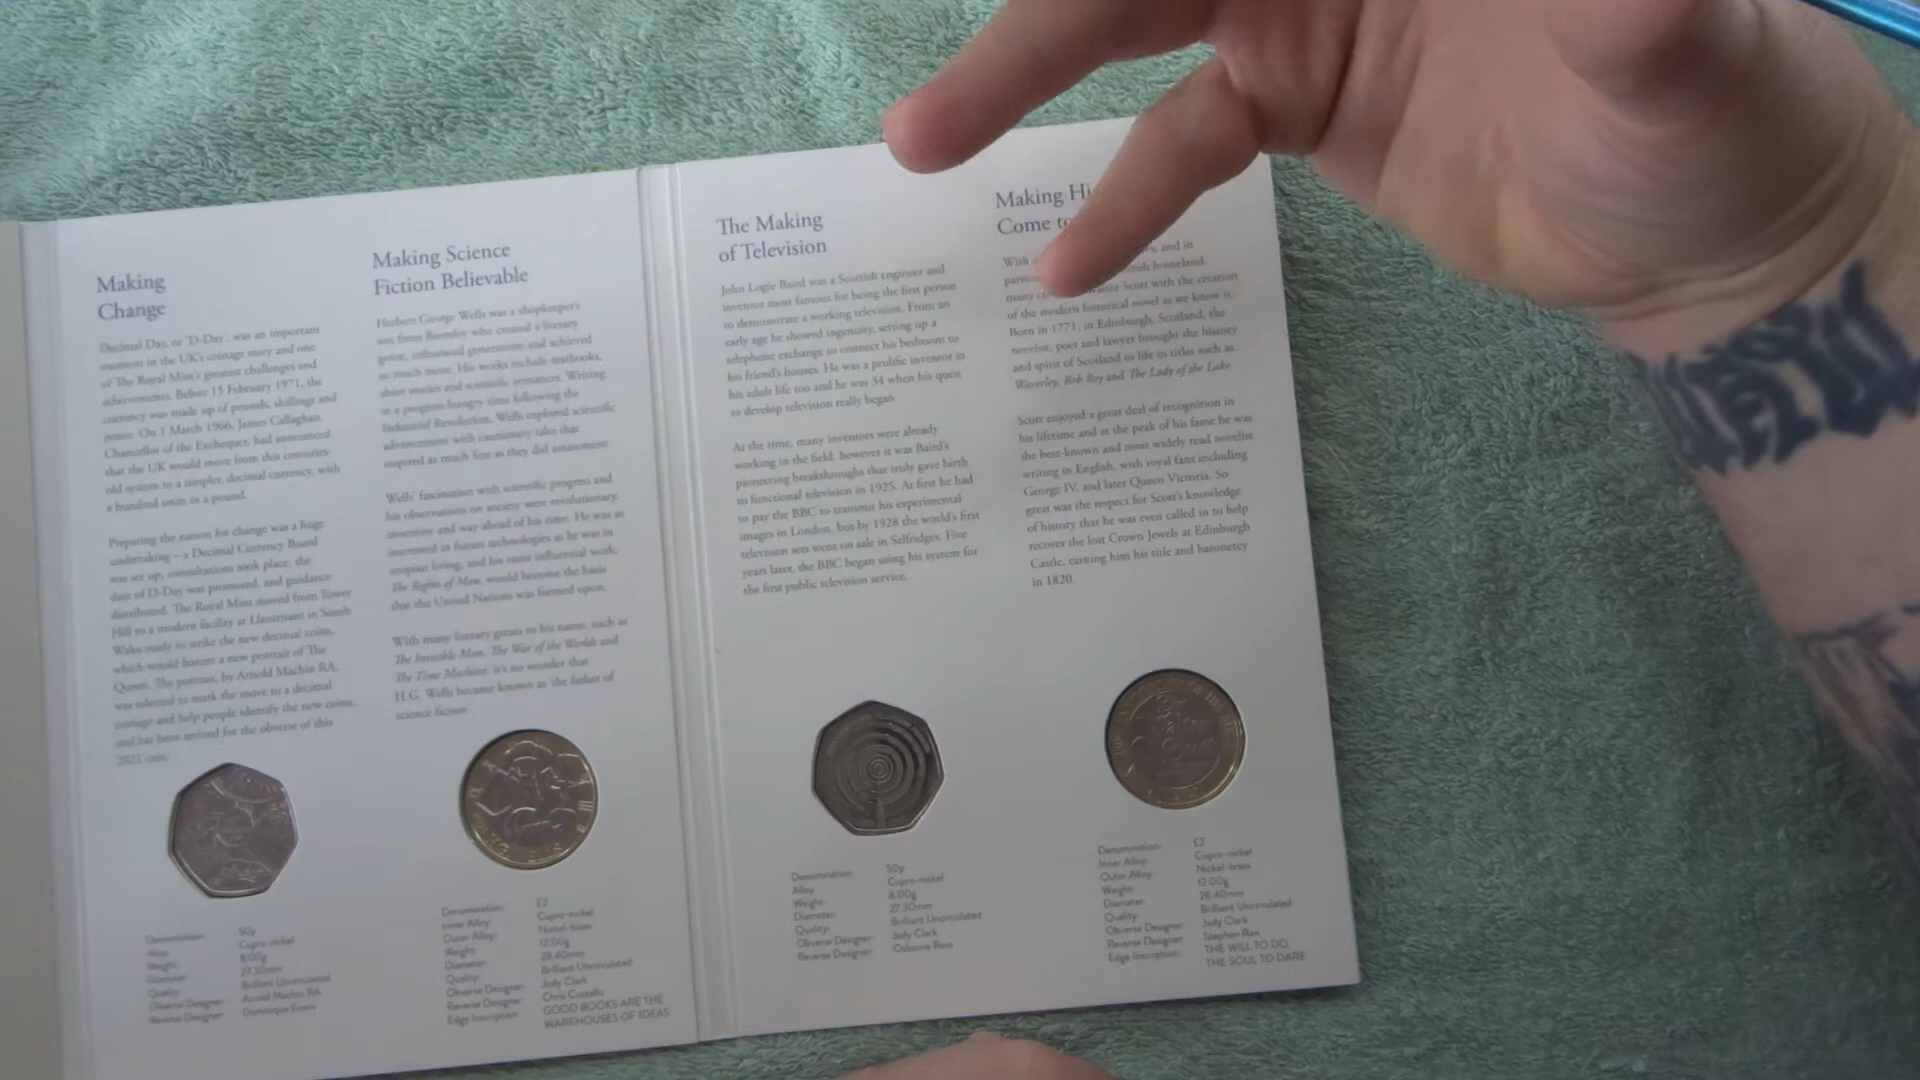 Making
Change
Decimal Day, or 'D-Day', was an important
moment in the UK's coinage story and one
of The Royal Mint's greatest challenges and
achievements. Before 15 February 1971, the
currency was made up of pounds, shillings and
pence. On 1 March 1966, James Callaghan,
Chancellor of the Exchequer, had announced
that the UK would move from this centuries-
old system to a simpler, decimal currency, with
a hundred units in a pound.
Preparing the nation for change was a huge
undertaking – a Decimal Currency Board
was set up, consultations took place, the
date of D-Day was promoted, and guidance
distributed. The Royal Mint moved from Tower
Hill to a modern facility at Llantrisant in South
Wales ready to strike the new decimal coins,
which would feature a new portrait of The
Queen. The portrait, by Arnold Machin RA,
was selected to mark the move to a decimal
coinage and help people identify the new coins,
and has been revived for the obverse of this
2021 coin.
Denomination: 50p
Alloy: Cupro-nickel
Weight: 8.00g
Diameter: 27.30mm
Quality: Brilliant Uncirculated
Obverse Designer: Arnold Machin RA
Reverse Designer: Dominique Evans
Making Science
Fiction Believable
Herbert George Wells was a shopkeeper's
son from Bromley who created a literary
genre, influenced generations and achieved
so much more. His works include textbooks,
short stories and scientific romances. Writing
in a progress-hungry time following the
Industrial Revolution, Wells explored scientific
advancement with cautionary tales that
inspired as much fear as they did amazement
Wells' fascination with scientific progress and
his observations on society were revolutionary,
inventive and way ahead of his time. He was as
interested in future technologies as he was in
utopian living, and his most influential work,
The Rights of Man, would become the basis
that the United Nations was formed upon.
With many literary greats to his name, such as
The Invisible Man, The War of the Worlds and
The Time Machine, it's no wonder that
H.G. Wells became known as 'the father of
science fiction'.
Denomination: £2
Inner Alloy: Cupro-nickel
Outer Alloy: Nickel-brass
Weight: 12.00g
Diameter: 28.40mm
Quality: Brilliant Uncirculated
Obverse Designer: Jody Clark
Reverse Designer: Chris Costello
Edge Inscription: GOOD BOOKS ARE THE
WAREHOUSES OF IDEAS
The Making
of Television
John Logie Baird was a Scottish engineer and
inventor most famous for being the first person
to demonstrate a working television. From an
early age he showed ingenuity, setting up a
telephone exchange to connect his bedroom to
his friend's houses. He was a prolific inventor in
his adult life too and he was 34 when his quest
to develop television really began
At the time, many inventors were already
working in the field, however it was Baird's
pioneering breakthroughs that truly gave birth
to functional television in 1925. At first he had
to pay the BBC to transmit his experimental
images in London, but by 1928 the world's first
television sets went on sale in Selfridges. Five
years later, the BBC began using his system for
the first public television service.
Denomination: 50p
Alloy: Cupro-nickel
Weight: 8.00g
Diameter: 27.30mm
Quality: Brilliant Uncirculated
Obverse Designer: Jody Clark
Reverse Designer: Osborne Ross
Making Hi
Come to
With and in
homeland,
many Scott with the creation
of the modern historical novel as we know it.
Born in 1771, in Edinburgh, Scotland, the
novelist, poet and lawyer brought the history
and spirit of Scotland to life in titles such as
Waverley, Rob Roy and The Lady of the Lake.
Scott enjoyed a great deal of recognition in
his lifetime and at the peak of his fame he was
the best-known and most widely read novelist
writing in English, with royal fans including
George IV, and later Queen Victoria. So
great was the respect for Scott's knowledge
of history that he was even called in to help
recover the lost Crown Jewels at Edinburgh
Castle, earning him his title and baronetcy
in 1820.
Denomination: £2
Inner Alloy: Cupro-nickel
Outer Alloy: Nickel-brass
Weight: 12.00g
Diameter: 28.40mm
Quality: Brilliant Uncirculated
Obverse Designer: Jody Clark
Reverse Designer: Stephen Raw
Edge Inscription: THE WILL TO DO,
THE SOUL TO DARE